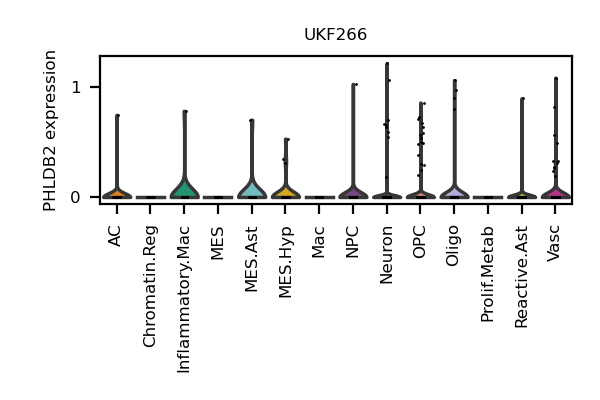 UKF266
PHLDB2 expression
1
0
AC
Chromatin.Reg
Inflammatory.Mac
MES
MES.Ast
MES.Hyp
Mac
NPC
Neuron
OPC
Oligo
Prolif.Metab
Reactive.Ast
Vasc